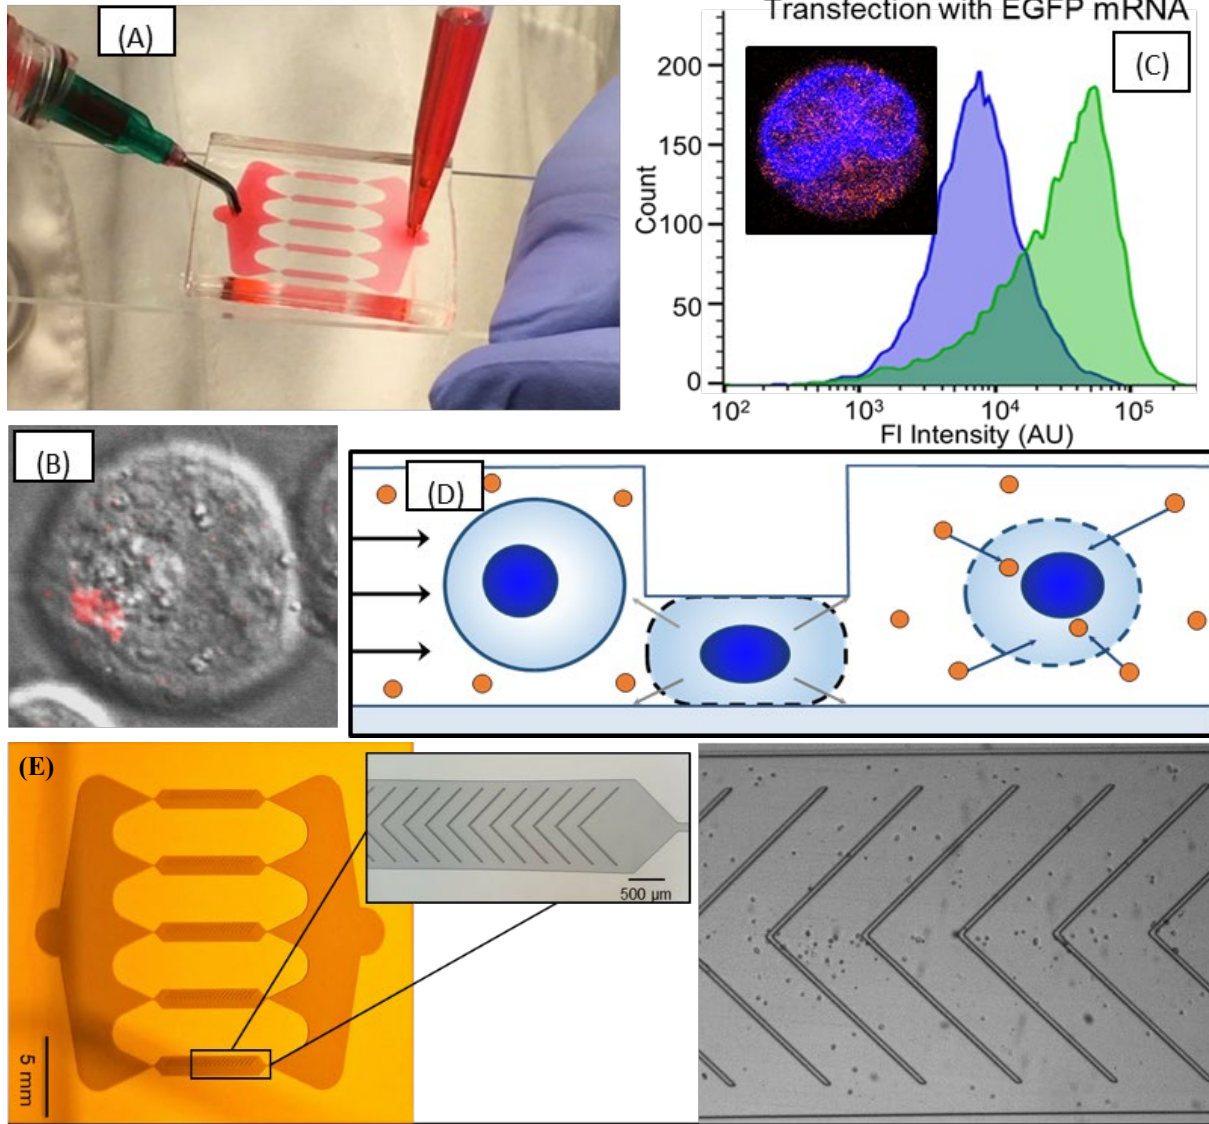 (A)
Transfection with EGFP mRNA
(C)
200
150
100
50
0
Count
10²
10³
10⁴
10⁵
FI Intensity (AU)
(B)
(D)
(E)
500 µm
5 mm